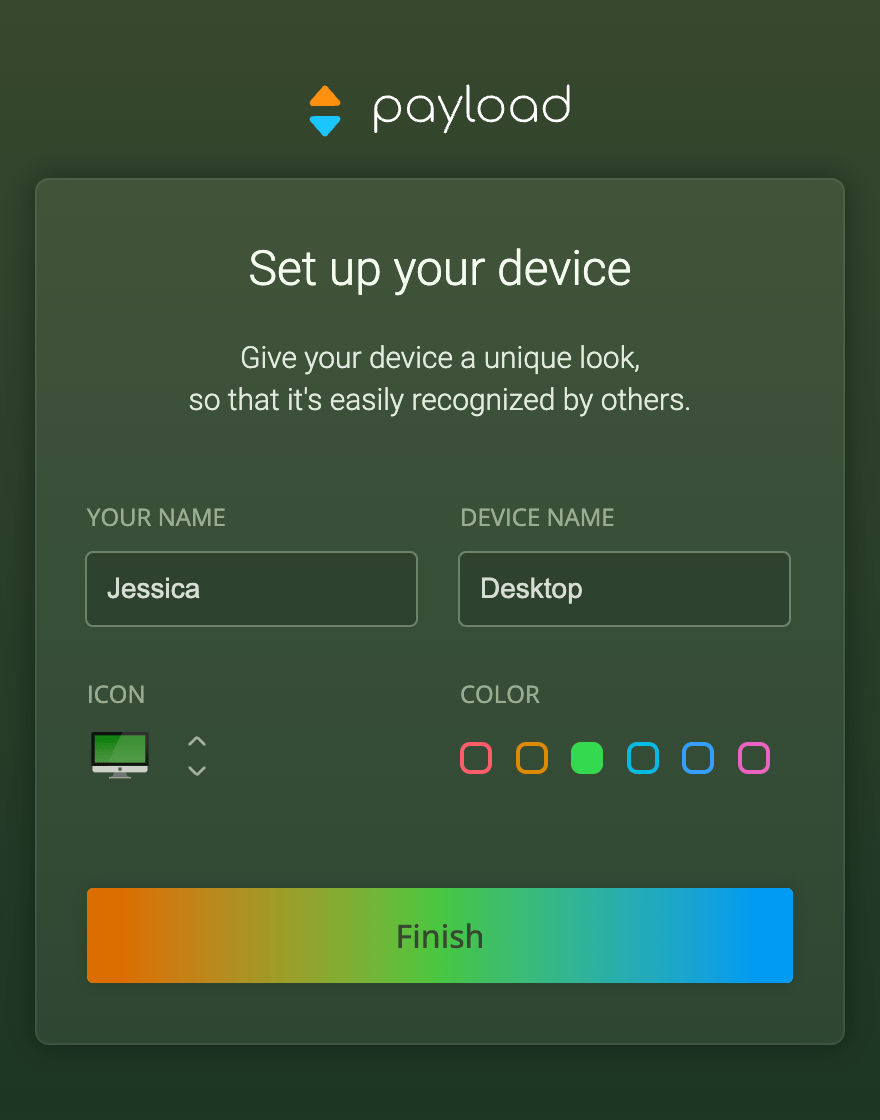 payload
Set up your device
Give your device a unique look,
so that it's easily recognized by others.
YOUR NAME
DEVICE NAME
Jessica
Desktop
ICON
COLOR
Finish